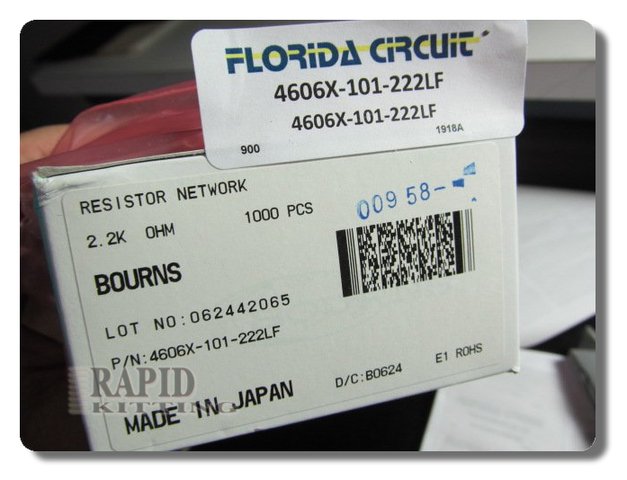 FLORIDA CIRCUIT
4606X-101-222LF
4606X-101-222LF
900
1918A
RESISTOR NETWORK
2.2K OHM
1000 PCS
00958-
BOURNS
LOT NO:062442065
P/N:4606X-101-222LF
D/C:B0624
E1 ROHS
MADE IN JAPAN
RAPID
KITTING